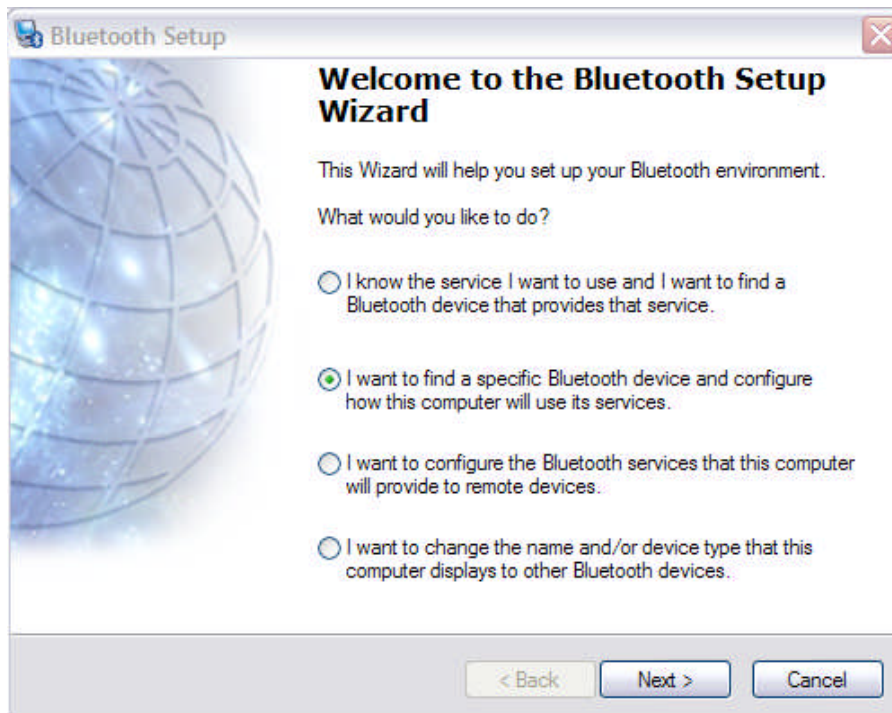 Bluetooth Setup
Welcome to the Bluetooth Setup
Wizard
This Wizard will help you set up your Bluetooth environment.
What would you like to do?
I know the service I want to use and I want to find a
Bluetooth device that provides that service.
I want to find a specific Bluetooth device and configure
how this computer will use its services.
I want to configure the Bluetooth services that this computer
will provide to remote devices.
I want to change the name and/or device type that this
computer displays to other Bluetooth devices.
< Back Next > Cancel